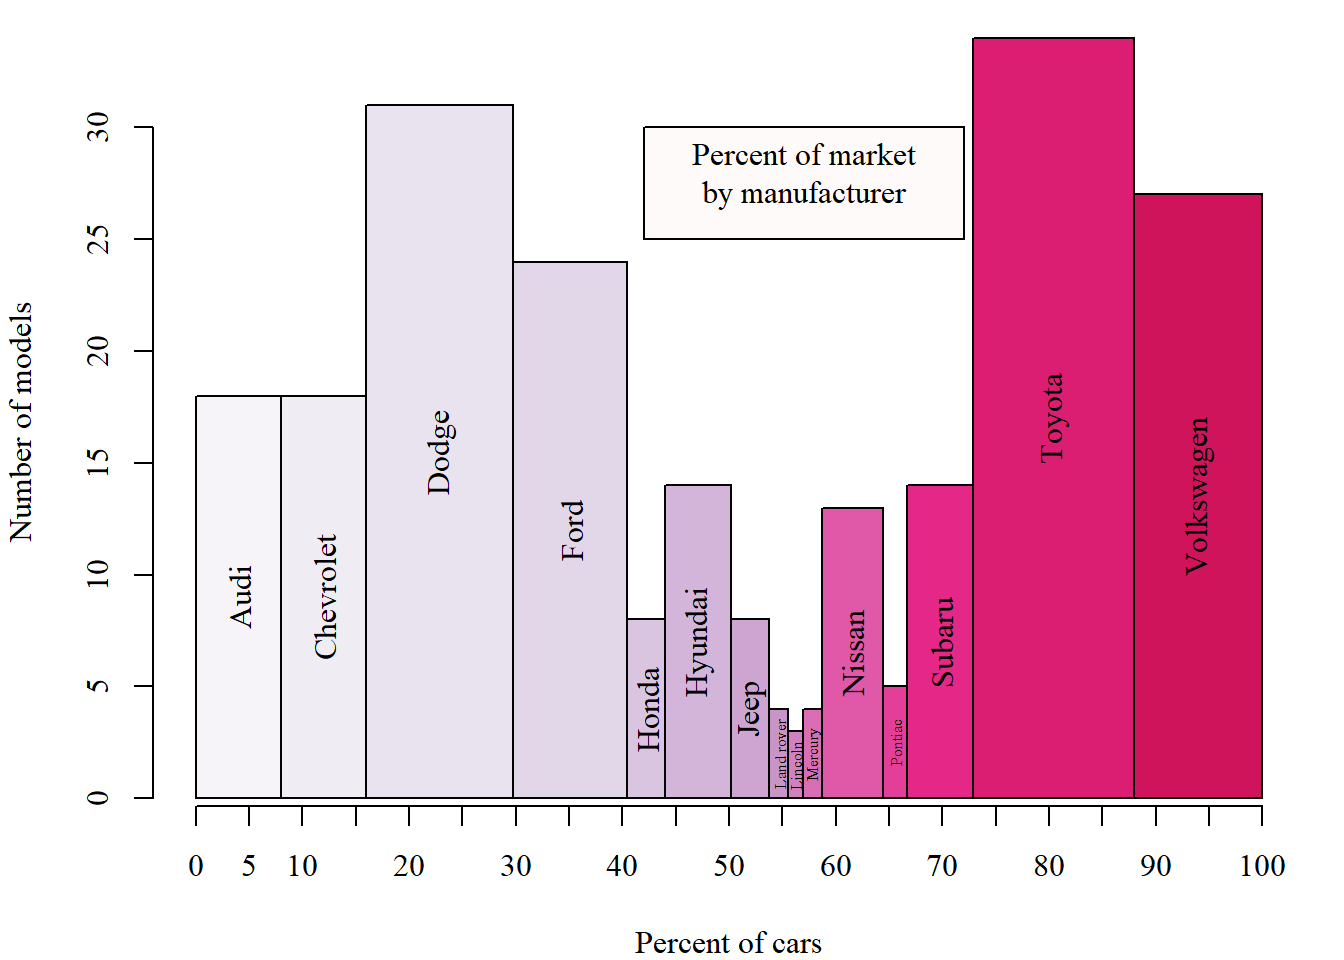 Percent of market
by manufacturer
Number of models
30
25
20
15
10
5
0
Audi
Chevrolet
Dodge
Ford
Honda
Hyundai
Jeep
Land rover
Lincoln
Mercury
Nissan
Pontiac
Subaru
Toyota
Volkswagen
0 5 10 20 30 40 50 60 70 80 90 100
Percent of cars